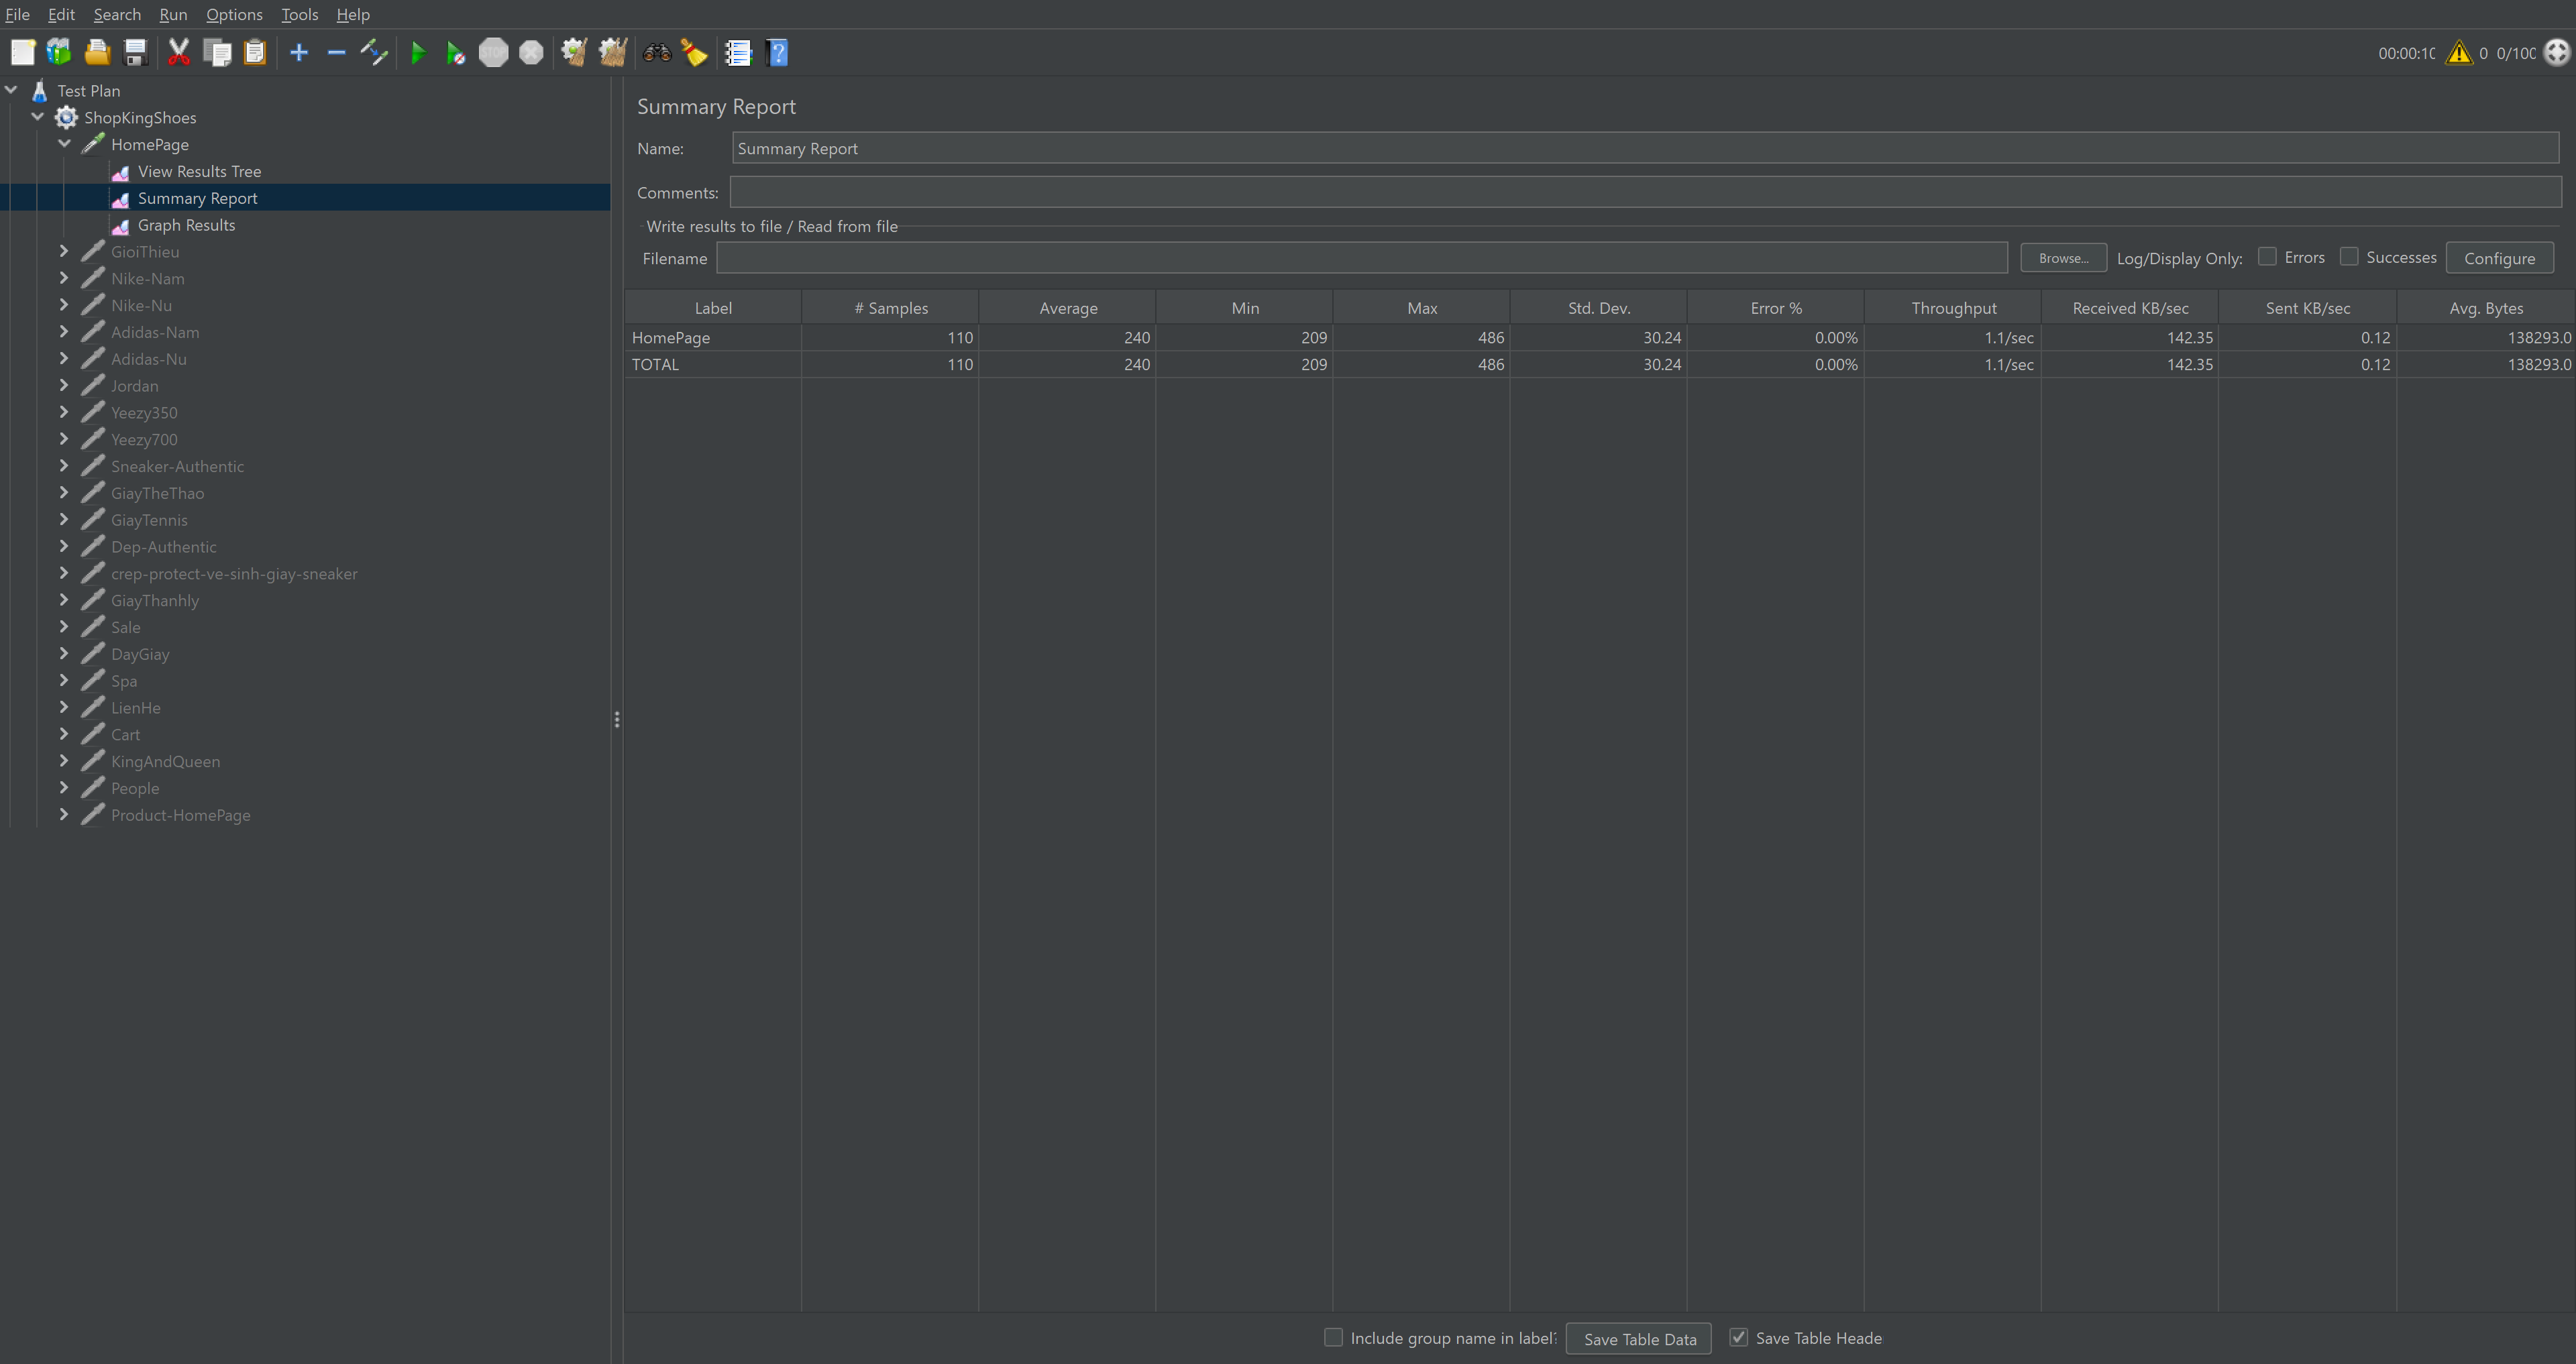 File Edit Search Run Options Tools Help
STOP
00:00:10 0 0/100
Test Plan
ShopKingShoes
HomePage
View Results Tree
Summary Report
Graph Results
GioiThieu
Nike-Nam
Nike-Nu
Adidas-Nam
Adidas-Nu
Jordan
Yeezy350
Yeezy700
Sneaker-Authentic
GiayTheThao
GiayTennis
Dep-Authentic
crep-protect-ve-sinh-giay-sneaker
GiayThanhly
Sale
DayGiay
Spa
LienHe
Cart
KingAndQueen
People
Product-HomePage
Summary Report
Name: Summary Report
Comments:
Write results to file / Read from file
Filename Browse... Log/Display Only: Errors Successes Configure
Label # Samples Average Min Max Std. Dev. Error % Throughput Received KB/sec Sent KB/sec Avg. Bytes
HomePage 110 240 209 486 30.24 0.00% 1.1/sec 142.35 0.12 138293.0
TOTAL 110 240 209 486 30.24 0.00% 1.1/sec 142.35 0.12 138293.0
Include group name in label? Save Table Data Save Table Heade